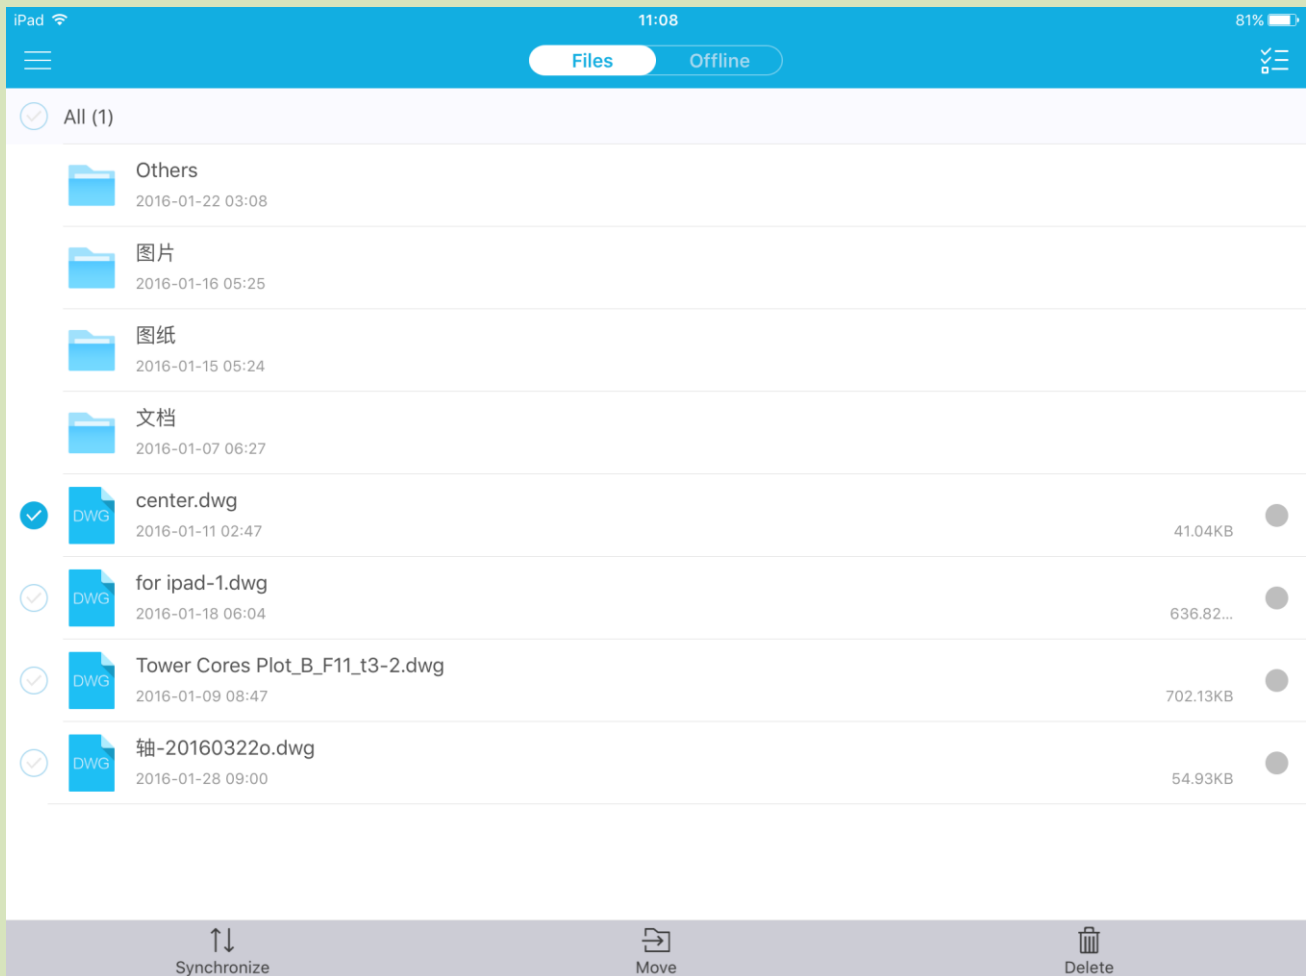 iPad 11:08 81%
Files Offline
All (1)
Others
2016-01-22 03:08
图片
2016-01-16 05:25
图纸
2016-01-15 05:24
文档
2016-01-07 06:27
center.dwg
DWG
2016-01-11 02:47 41.04KB
for ipad-1.dwg
DWG
2016-01-18 06:04 636.82...
Tower Cores Plot_B_F11_t3-2.dwg
DWG
2016-01-09 08:47 702.13KB
轴-20160322o.dwg
DWG
2016-01-28 09:00 54.93KB
Synchronize Move Delete